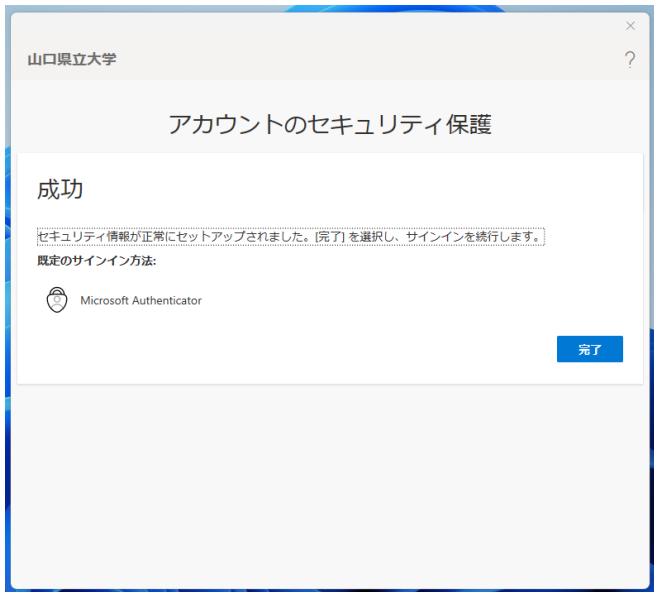 山口県立大学
?
アカウントのセキュリティ保護
成功
セキュリティ情報が正常にセットアップされました。[完了] を選択し、サインインを続行します。
既定のサインイン方法:
Microsoft Authenticator
完了